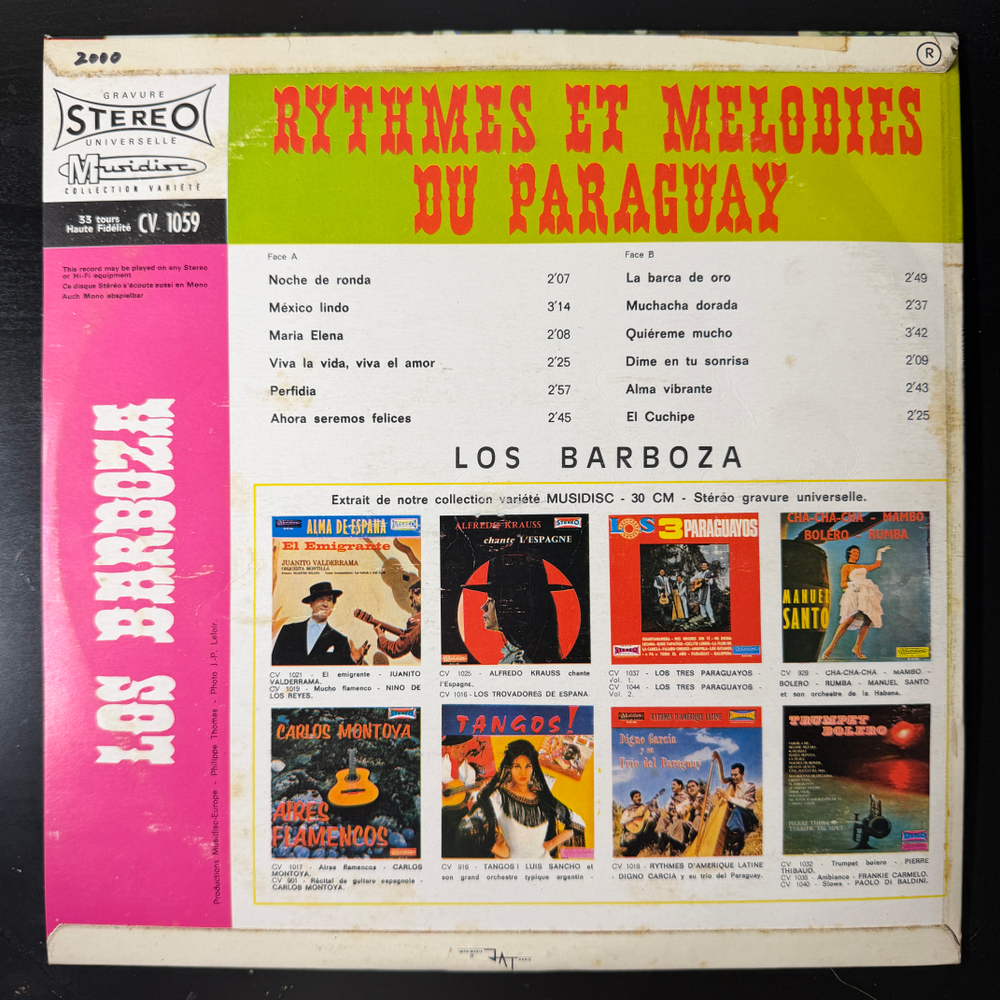 2000
R
GRAVURE
STEREO
UNIVERSELLE
Musidisc
COLLECTION VARIÉTÉ
33 tours
Haute Fidélité CV 1059
RYTHMES ET MELODIES
DU PARAGUAY
This record may be played on any Stereo
or Hi-Fi equipment
Ce disque Stéréo s'écoute aussi en Mono
Auch Mono abspielbar
LOS BARBOZA
Productions Musidisc-Europe - Philippe Thomas - Photo J.-P. Leloir.
Face A
Noche de ronda 2'07
México lindo 3'14
Maria Elena 2'08
Viva la vida, viva el amor 2'25
Perfidia 2'57
Ahora seremos felices 2'45
Face B
La barca de oro 2'49
Muchacha dorada 2'37
Quiéreme mucho 3'42
Dime en tu sonrisa 2'09
Alma vibrante 2'43
El Cuchipe 2'25
LOS BARBOZA
Extrait de notre collection variété MUSIDISC - 30 CM - Stéréo gravure universelle.
ALMA DE ESPAÑA
El Emigrante
JUANITO VALDERRAMA
ORQUESTA MONTILLA
CV 1021 - El emigrante - JUANITO
VALDERRAMA.
CV 1019 - Mucho flamenco - NINO DE
LOS REYES.
ALFREDO KRAUSS
STEREO
chante L'ESPAGNE
CV 1025 - ALFREDO KRAUSS chante
l'Espagne.
CV 1016 - LOS TROVADORES DE ESPANA.
LOS 3 PARAGUAYOS
STEREO
CV 1037 - LOS TRES PARAGUAYOS -
Vol. 1.
CV 1044 - LOS TRES PARAGUAYOS -
Vol. 2.
CHA-CHA-CHA - MAMBO
BOLERO - RUMBA
MANUEL
SANTO
CV 929 - CHA-CHA-CHA - MAMBO -
BOLERO - RUMBA - MANUEL SANTO
et son orchestre de la Habana.
CARLOS MONTOYA
AIRES
FLAMENCOS
CV 1017 - Airas flamencos - CARLOS
MONTOYA.
CV 901 - Récital de guitare espagnole -
CARLOS MONTOYA.
TANGOS!
CV 916 - TANGOS! LUIS SANCHO et
son grand orchestre typique argentin -
RYTHMES D'AMÉRIQUE LATINE
Digno Garcia
y su
Trio del Paraguay
CV 1018 - RYTHMES D'AMERIQUE LATINE
- DIGNO GARCIA y su trio del Paraguay.
TRUMPET
BOLERO
CV 1032 - Trumpet bolero - PIERRE
THIBAUD.
CV 1035 - Ambiance - FRANKIE CARMELO.
CV 1040 - Slows - PAOLO DI BALDINI.
JAT